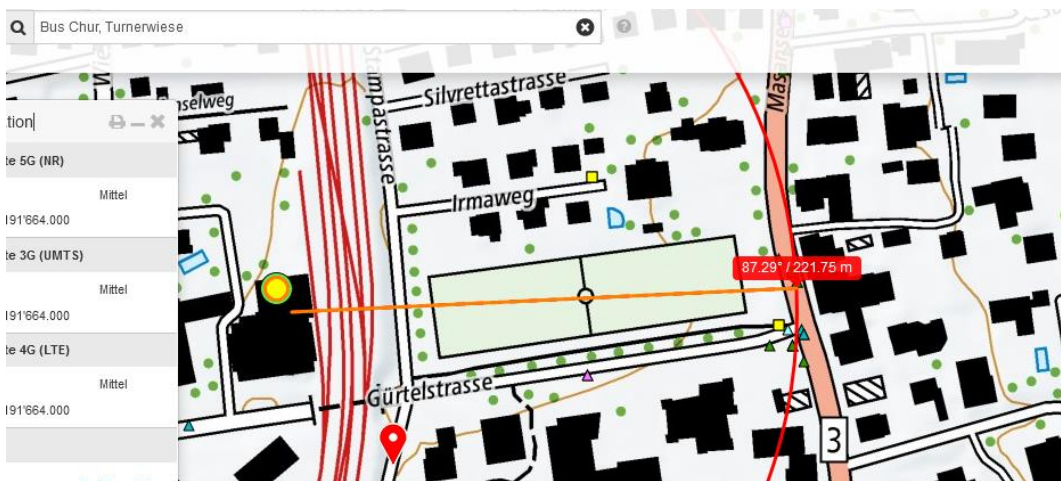 Bus Chur, Turnerwiese
Silvrettastrasse
tion
te 5G (NR)
Mittel
191'664.000
te 3G (UMTS)
Mittel
191'664.000
te 4G (LTE)
Mittel
191'664.000
Irmaweg
87.29° / 221.75 m
Gürtelstrasse
3